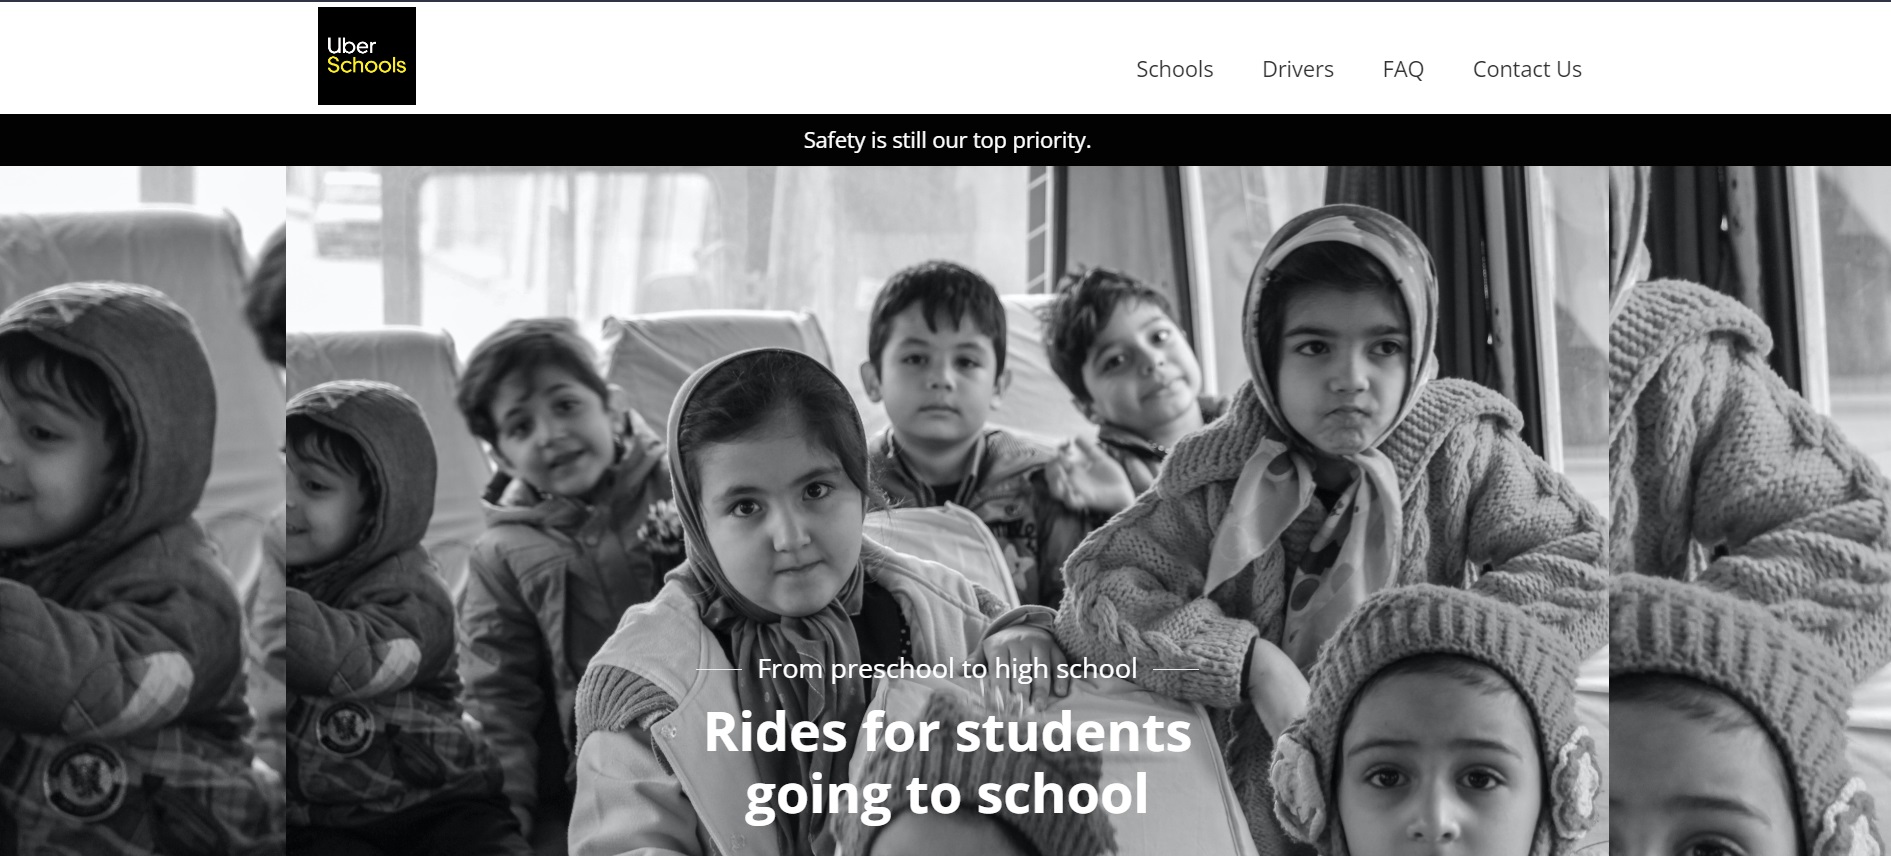 Uber
Schools
Schools
Drivers
FAQ
Contact Us
Safety is still our top priority.
From preschool to high school
Rides for students
going to school